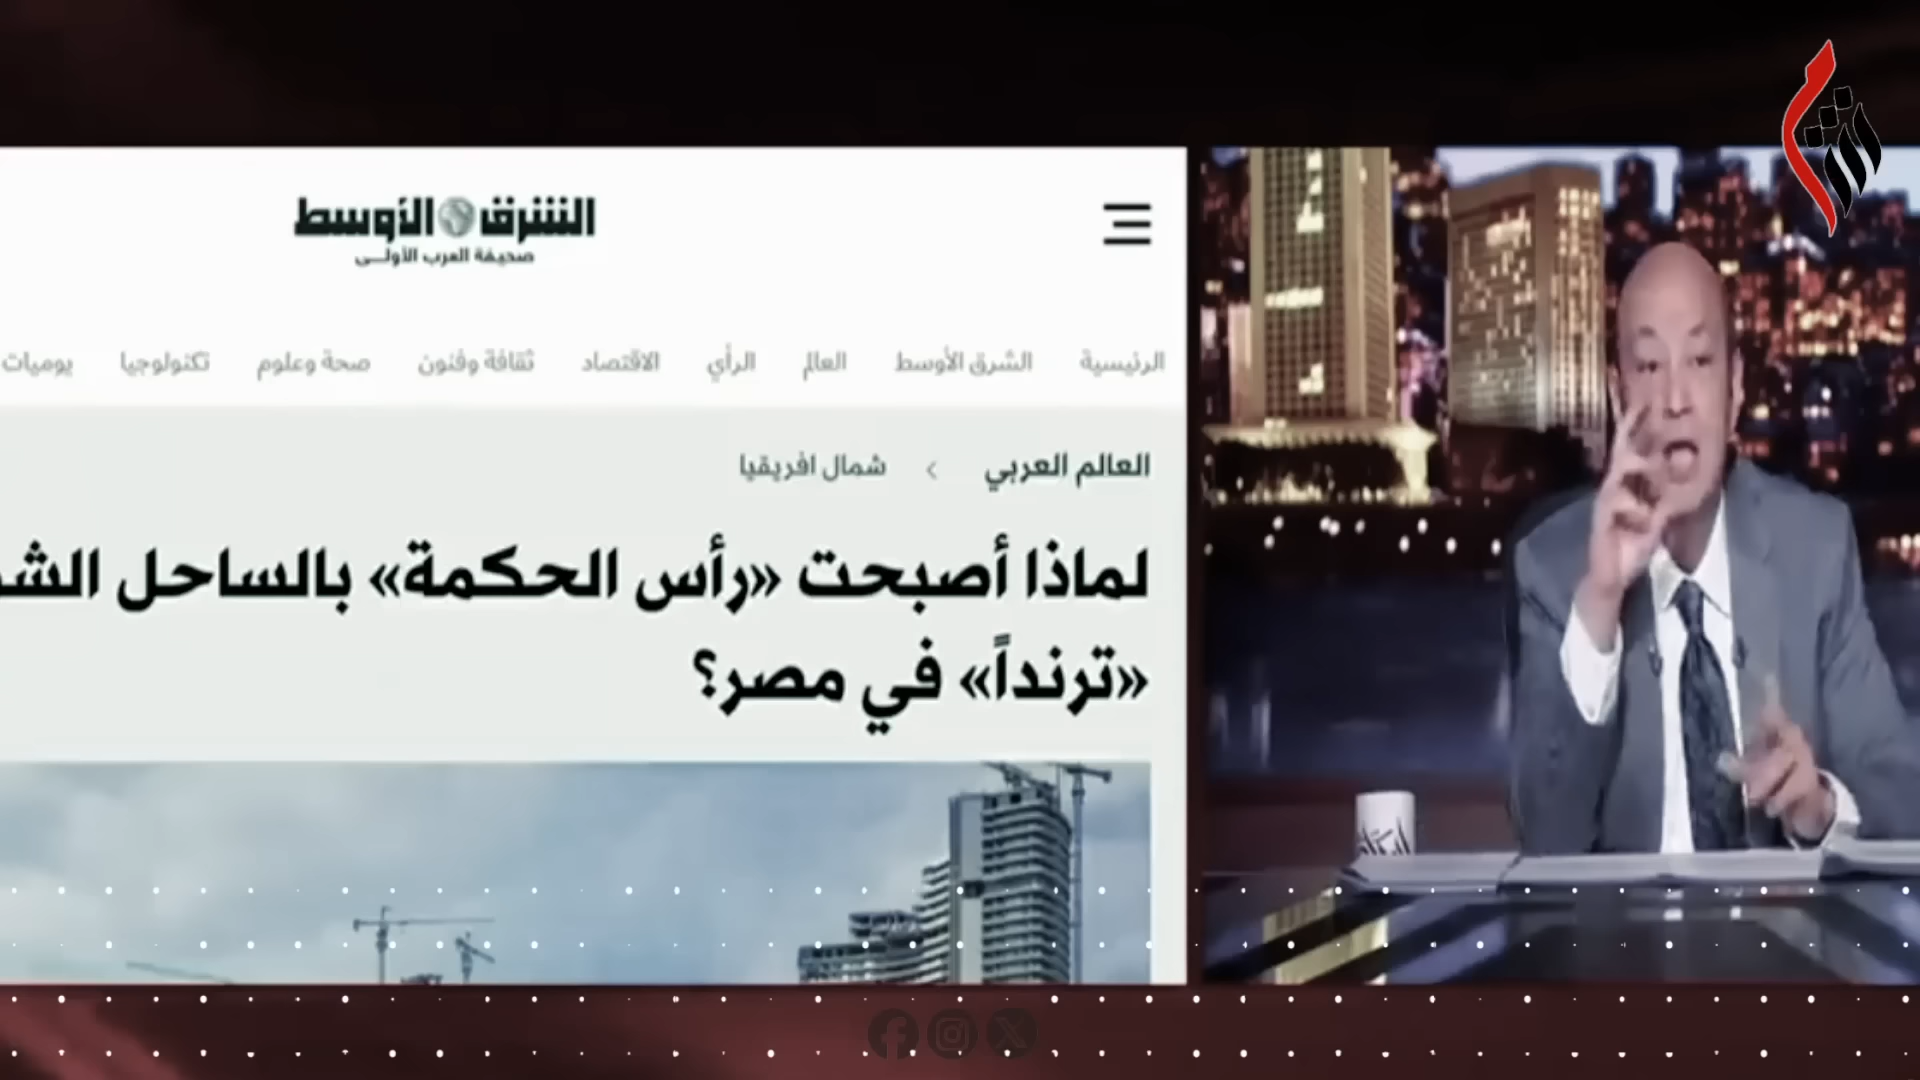 الشرق الأوسط
صحيفة العرب الأولى
الرئيسية الشرق الأوسط العالم الرأي الاقتصاد ثقافة وفنون صحة وعلوم تكنولوجيا يوميات
العالم العربي > شمال افريقيا
لماذا أصبحت «رأس الحكمة» بالساحل الش
«ترنداً» في مصر؟